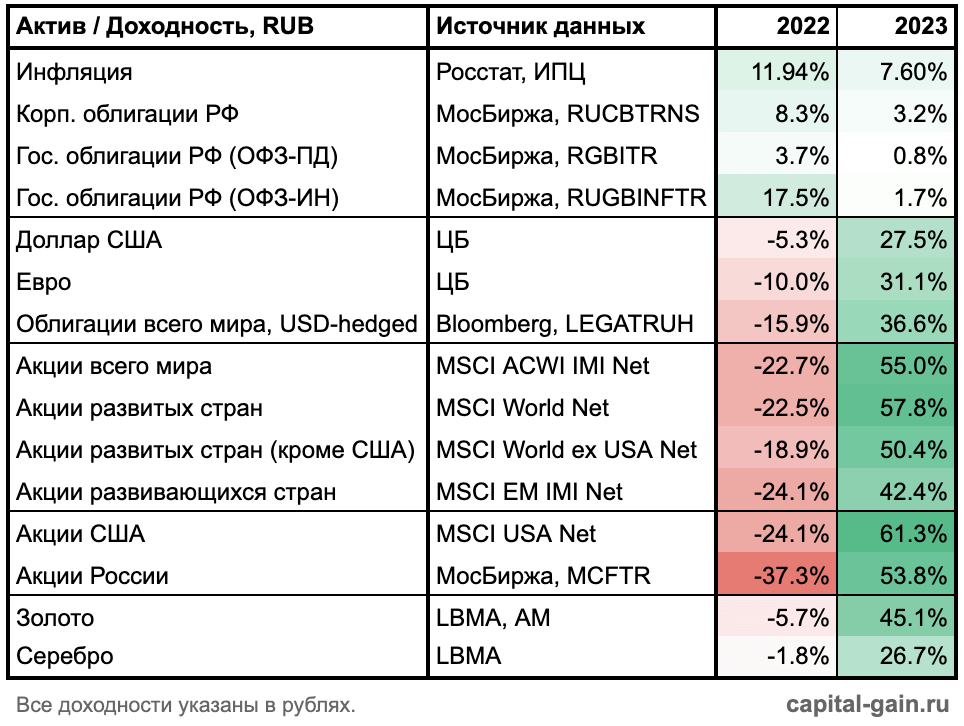 Актив / Доходность, RUB Источник данных 2022 2023
Инфляция Росстат, ИПЦ 11.94% 7.60%
Корп. облигации РФ МосБиржа, RUCBTRNS 8.3% 3.2%
Гос. облигации РФ (ОФЗ-ПД) МосБиржа, RGBITR 3.7% 0.8%
Гос. облигации РФ (ОФЗ-ИН) МосБиржа, RUGBINFTR 17.5% 1.7%
Доллар США ЦБ -5.3% 27.5%
Евро ЦБ -10.0% 31.1%
Облигации всего мира, USD-hedged Bloomberg, LEGATRUH -15.9% 36.6%
Акции всего мира MSCI ACWI IMI Net -22.7% 55.0%
Акции развитых стран MSCI World Net -22.5% 57.8%
Акции развитых стран (кроме США) MSCI World ex USA Net -18.9% 50.4%
Акции развивающихся стран MSCI EM IMI Net -24.1% 42.4%
Акции США MSCI USA Net -24.1% 61.3%
Акции России МосБиржа, MCFTR -37.3% 53.8%
Золото LBMA, AM -5.7% 45.1%
Серебро LBMA -1.8% 26.7%
Все доходности указаны в рублях. capital-gain.ru